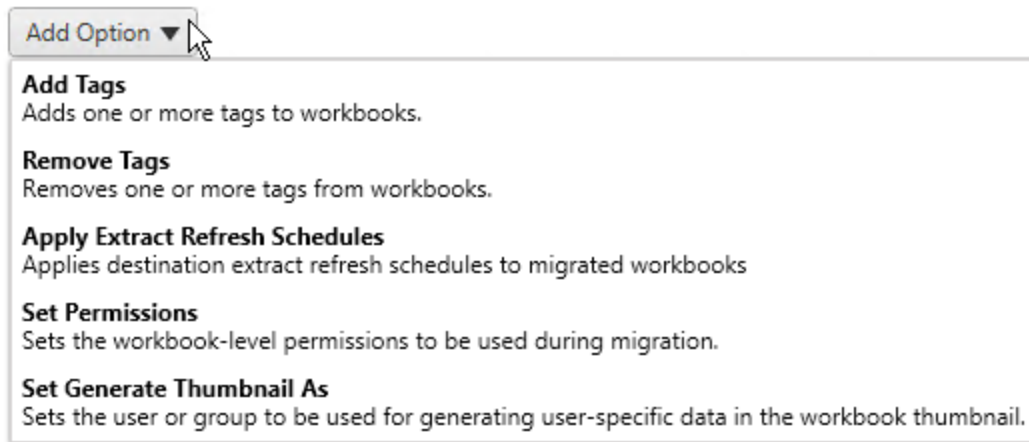 Add Option
Add Tags
Adds one or more tags to workbooks.
Remove Tags
Removes one or more tags from workbooks.
Apply Extract Refresh Schedules
Applies destination extract refresh schedules to migrated workbooks
Set Permissions
Sets the workbook-level permissions to be used during migration.
Set Generate Thumbnail As
Sets the user or group to be used for generating user-specific data in the workbook thumbnail.